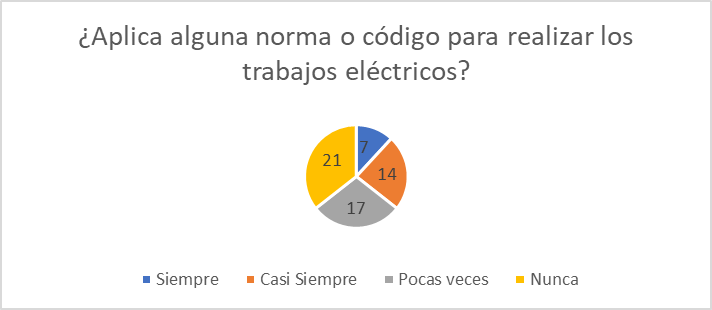 ¿Aplica alguna norma o código para realizar los
trabajos eléctricos?
7
14
17
21
Siempre Casi Siempre Pocas veces Nunca